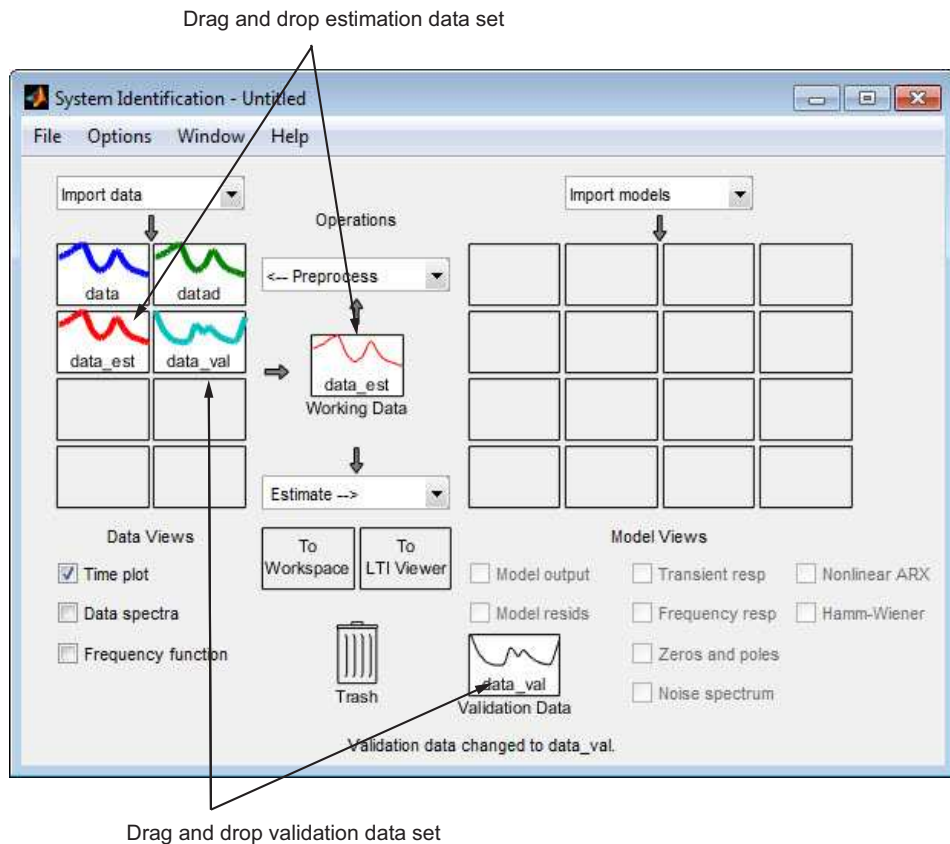 Drag and drop estimation data set
System Identification - Untitled
File Options Window Help
Import data
Import models
Operations
data
datad
<-- Preprocess
data_est
data_val
data_est
Working Data
Estimate -->
Data Views
To Workspace
To LTI Viewer
Model Views
Time plot
Model output
Transient resp
Nonlinear ARX
Data spectra
Model resids
Frequency resp
Hamm-Wiener
Frequency function
Zeros and poles
Trash
data_val
Validation Data
Noise spectrum
Validation data changed to data_val.
Drag and drop validation data set